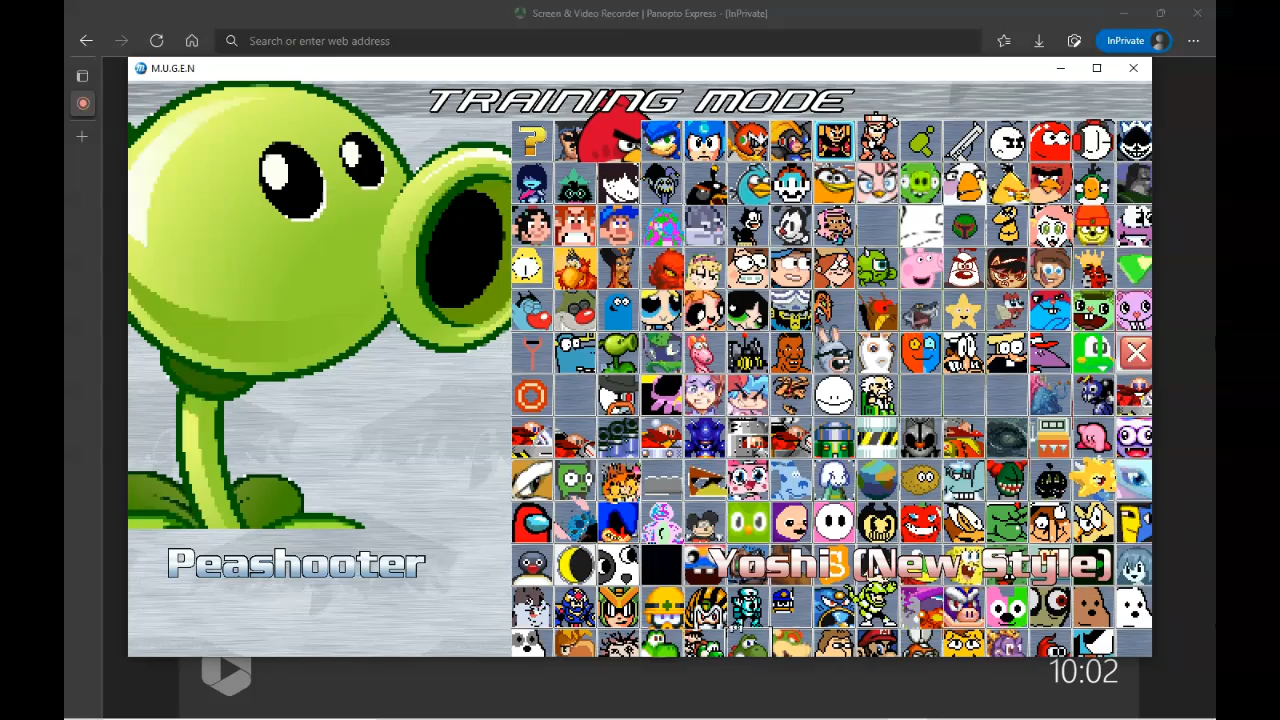 Screen & Video Recorder | Panopto Express - [InPrivate]
Search or enter web address
InPrivate
M.U.G.E.N
TRAINING MODE
Peashooter
Yoshi (New Style)
10:02